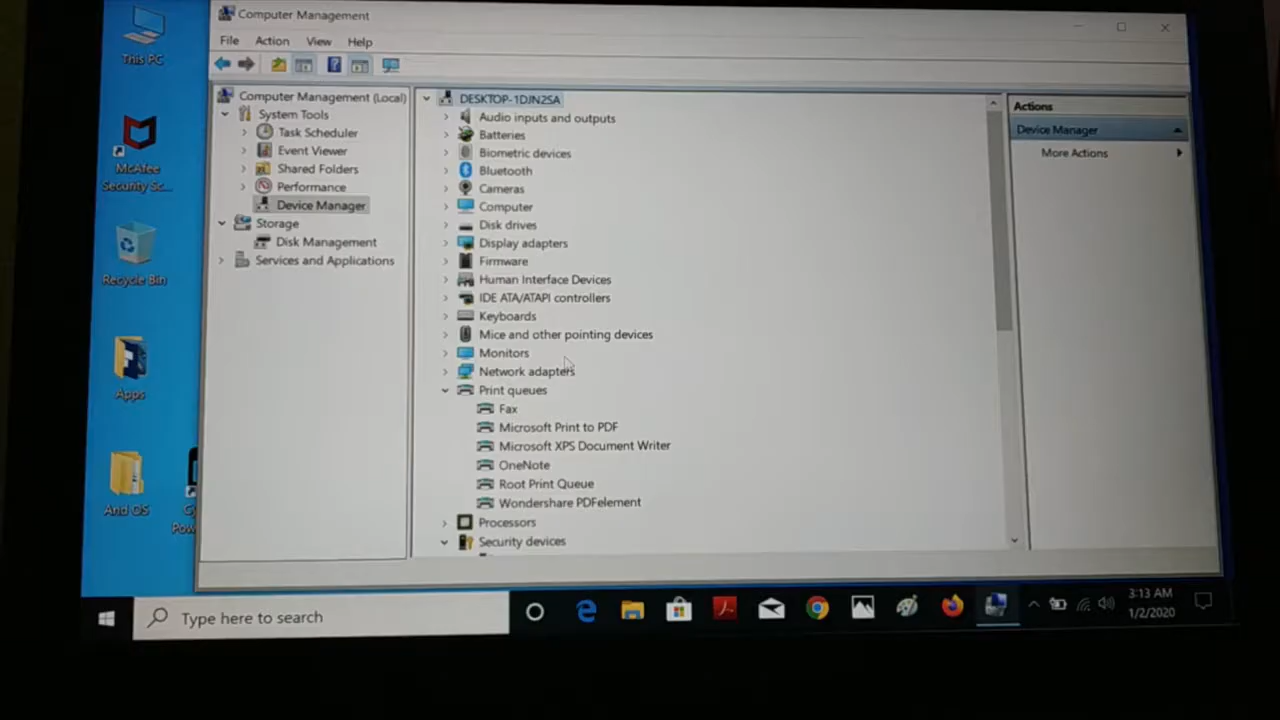 Computer Management
File Action View Help
This PC
McAfee
Security Sc...
Recycle Bin
Apps
And OS
Computer Management (Local)
System Tools
Task Scheduler
Event Viewer
Shared Folders
Performance
Device Manager
Storage
Disk Management
Services and Applications
DESKTOP-1DJN2SA
Audio inputs and outputs
Batteries
Biometric devices
Bluetooth
Cameras
Computer
Disk drives
Display adapters
Firmware
Human Interface Devices
IDE ATA/ATAPI controllers
Keyboards
Mice and other pointing devices
Monitors
Network adapters
Print queues
Fax
Microsoft Print to PDF
Microsoft XPS Document Writer
OneNote
Root Print Queue
Wondershare PDFelement
Processors
Security devices
Actions
Device Manager
More Actions
Type here to search
3:13 AM
1/2/2020